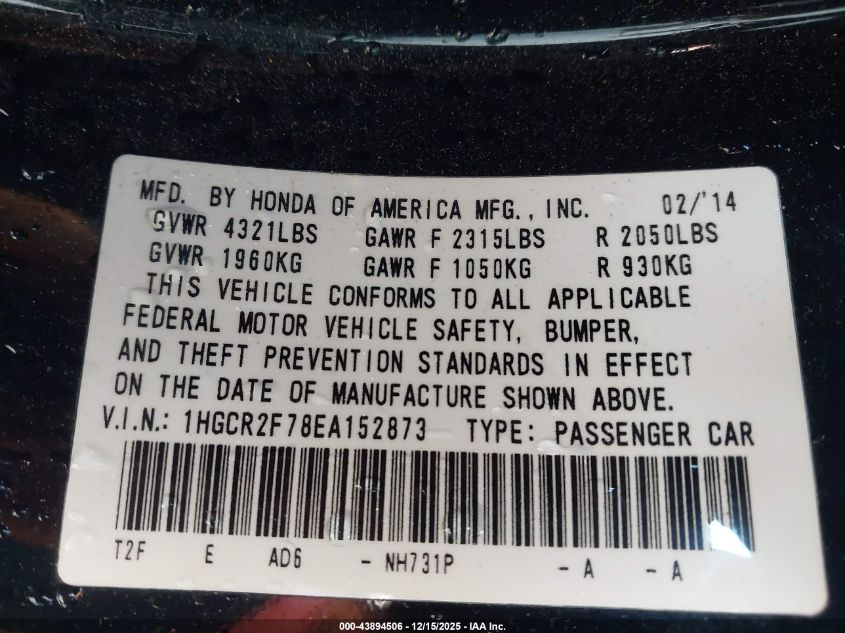 MFD. BY HONDA OF AMERICA MFG., INC. 02/'14
GVWR 4321LBS GAWR F 2315LBS R 2050LBS
GVWR 1960KG GAWR F 1050KG R 930KG
THIS VEHICLE CONFORMS TO ALL APPLICABLE
FEDERAL MOTOR VEHICLE SAFETY, BUMPER,
AND THEFT PREVENTION STANDARDS IN EFFECT
ON THE DATE OF MANUFACTURE SHOWN ABOVE.
V.I.N.: 1HGCR2F78EA152873 TYPE: PASSENGER CAR
T2F E AD6 - NH731P - A - A
000-43894506 - 12/15/2025 - IAA Inc.